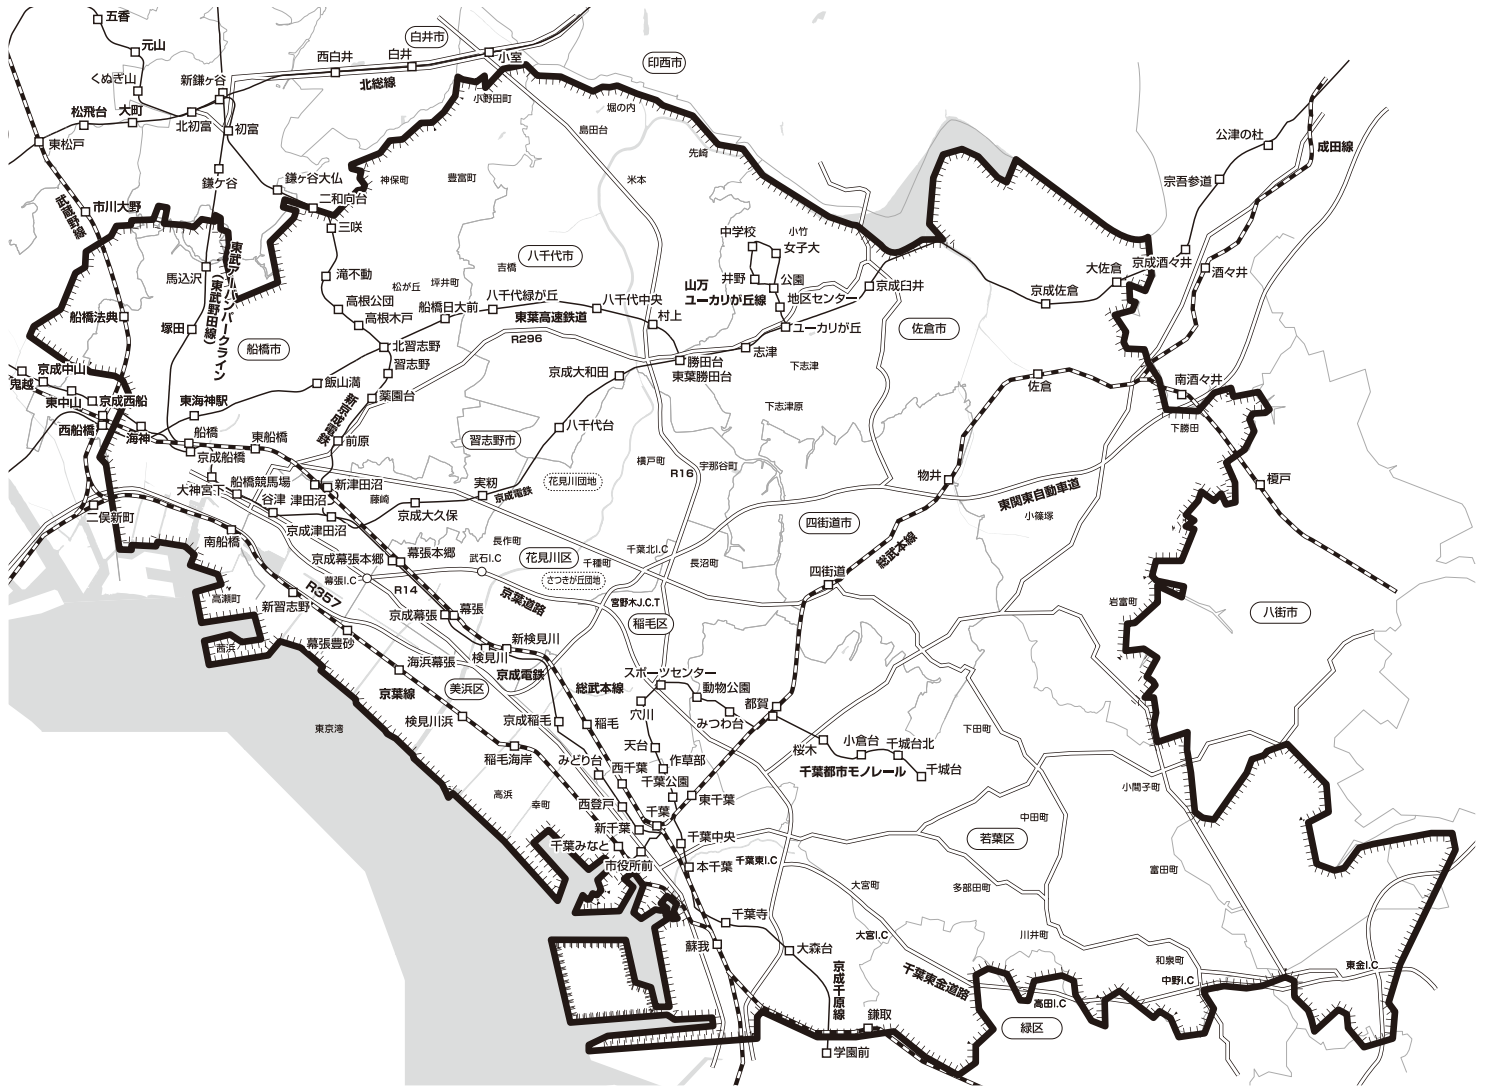 五香
元山
くぬぎ山
新鎌ヶ谷
松飛台
大町
北初富
初富
東松戸
西白井
白井
白井市
小室
北総線
印西市
小野田町
堀の内
島田台
先崎
公津の杜
成田線
宗吾参道
武蔵野線
市川大野
鎌ケ谷
鎌ヶ谷大仏
二和向台
三咲
神保町
豊富町
米本
中学校
小竹
女子大
井野
公園
地区センター
山万
ユーカリが丘線
ユーカリが丘
京成臼井
大佐倉
京成酒々井
酒々井
京成佐倉
八千代市
吉橋
東武アーバンパークライン
(東武野田線)
馬込沢
滝不動
松が丘
坪井町
高根公団
高根木戸
船橋日大前
八千代緑が丘
八千代中央
東葉高速鉄道
村上
R296
船橋法典
塚田
船橋市
北習志野
習志野
佐倉市
志津
下志津
勝田台
東葉勝田台
京成大和田
鬼越
京成中山
東中山
京成西船
西船橋
海神
東海神駅
飯山満
薬園台
新京成電鉄
前原
佐倉
南酒々井
下志津原
下勝田
船橋
京成船橋
東船橋
習志野市
八千代台
横戸町
宇那谷町
R16
物井
榎戸
大神宮下
船橋競馬場
谷津
津田沼
新津田沼
藤崎
実籾
京成電鉄
花見川団地
京成大久保
京成津田沼
東関東自動車道
小篠塚
四街道市
二俣新町
南船橋
長作町
京成幕張本郷
幕張本郷
武石I.C
花見川区
千種町
千葉北I.C
長沼町
総武本線
四街道
さつきが丘団地
幕張I.C
R14
R357
高瀬町
新習志野
京葉道路
宮野木J.C.T
稲毛区
岩富町
八街市
京成幕張
幕張
幕張豊砂
西浜
新検見川
検見川
京成電鉄
海浜幕張
美浜区
京葉線
総武本線
スポーツセンター
動物公園
穴川
みつわ台
都賀
検見川浜
京成稲毛
稲毛
東京湾
天台
作草部
桜木
小倉台
千城台北
千城台
千葉都市モノレール
下田町
小間子町
稲毛海岸
みどり台
西千葉
千葉公園
高浜
幸町
西登戸
東千葉
新千葉
千葉
千葉中央
中田町
若葉区
千葉みなと
市役所前
本千葉
千葉東I.C
大宮町
多部田町
富田町
千葉寺
蘇我
大森台
大宮I.C
川井町
和泉町
東金I.C
京成千原線
千葉東金道路
中野I.C
高田I.C
鎌取
緑区
学園前